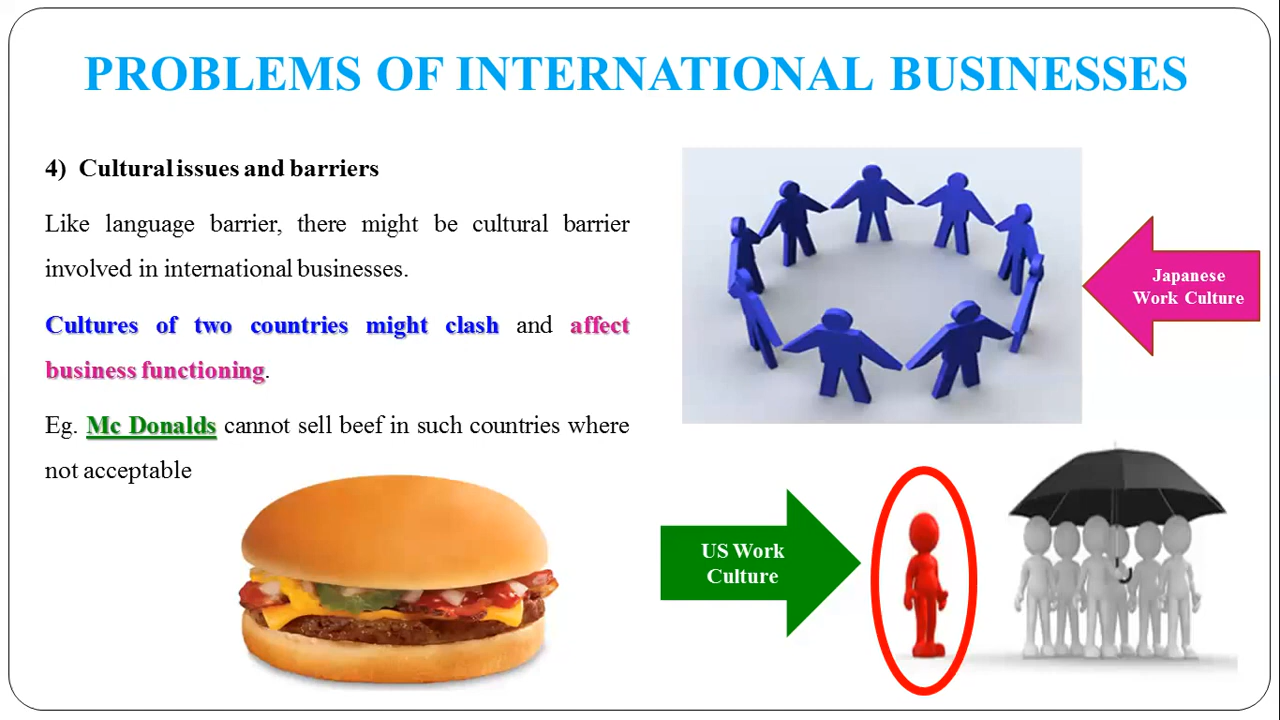 PROBLEMS OF INTERNATIONAL BUSINESSES
4) Cultural issues and barriers
Like language barrier, there might be cultural barrier
involved in international businesses.
Cultures of two countries might clash and affect
business functioning.
Eg. Mc Donalds cannot sell beef in such countries where
not acceptable
Japanese
Work Culture
US Work
Culture